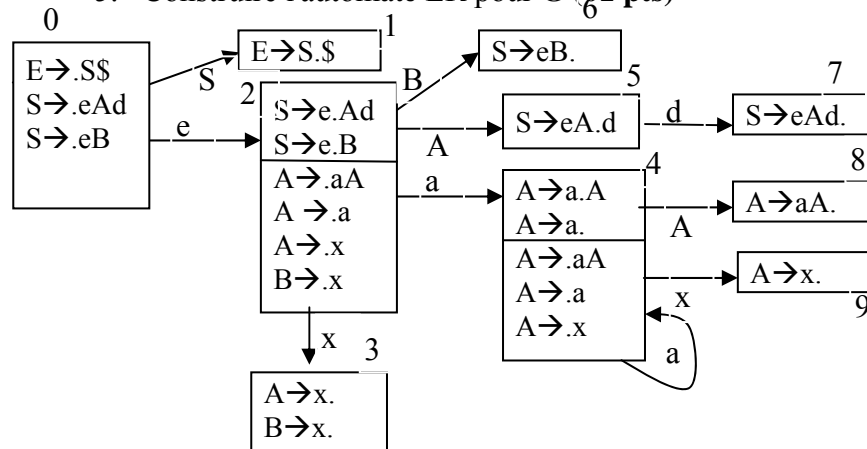 0
E→.S$
S→.eAd
S→.eB
S
e
1
E→S.$
2
S→e.Ad
S→e.B
A→.aA
A →.a
A→.x
B→.x
B
A
a
x
6
S→eB.
5
S→eA.d
d
7
S→eAd.
4
A→a.A
A→a.
A→.aA
A→.a
A→.x
A
x
a
8
A→aA.
A→x.
9
3
A→x.
B→x.